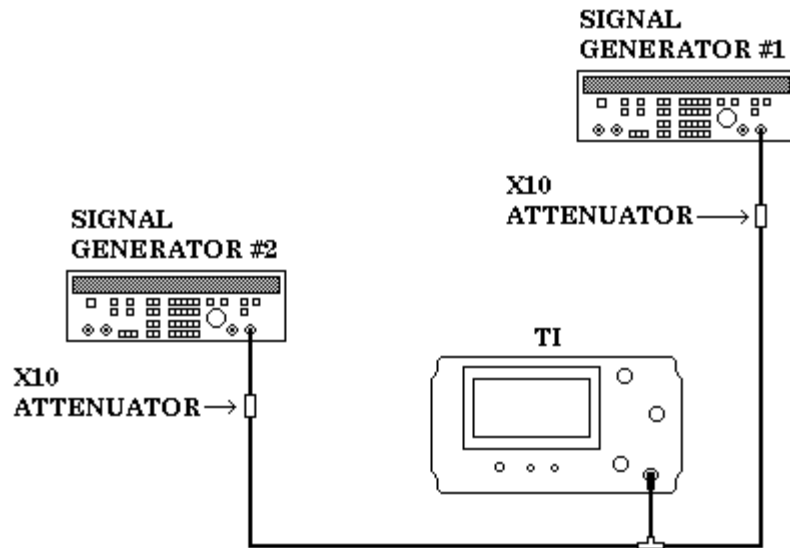 SIGNAL
GENERATOR #1
X10
ATTENUATOR
SIGNAL
GENERATOR #2
X10
ATTENUATOR
TI